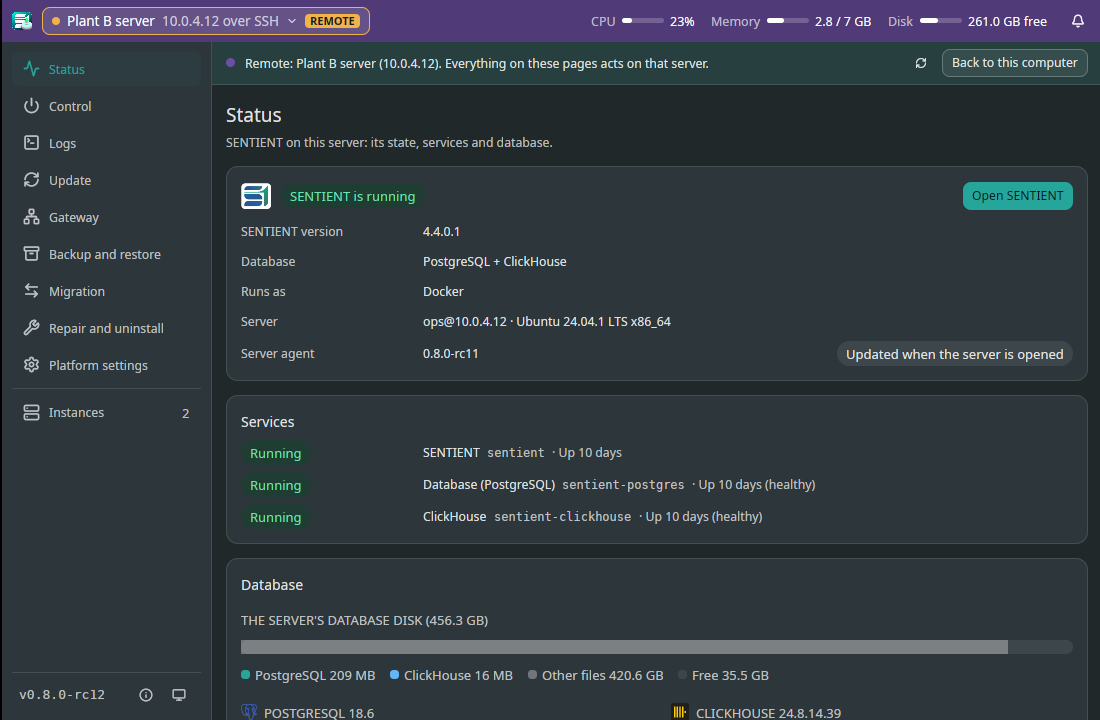 Plant B server 10.0.4.12 over SSH REMOTE
CPU 23% Memory 2.8 / 7 GB Disk 261.0 GB free
Status
Control
Logs
Update
Gateway
Backup and restore
Migration
Repair and uninstall
Platform settings
Instances 2
v0.8.0-rc12
Remote: Plant B server (10.0.4.12). Everything on these pages acts on that server.
Back to this computer
Status
SENTIENT on this server: its state, services and database.
SENTIENT is running
Open SENTIENT
SENTIENT version 4.4.0.1
Database PostgreSQL + ClickHouse
Runs as Docker
Server ops@10.0.4.12 · Ubuntu 24.04.1 LTS x86_64
Server agent 0.8.0-rc11 Updated when the server is opened
Services
Running SENTIENT sentient · Up 10 days
Running Database (PostgreSQL) sentient-postgres · Up 10 days (healthy)
Running ClickHouse sentient-clickhouse · Up 10 days (healthy)
Database
THE SERVER'S DATABASE DISK (456.3 GB)
PostgreSQL 209 MB ClickHouse 16 MB Other files 420.6 GB Free 35.5 GB
POSTGRESQL 18.6 CLICKHOUSE 24.8.14.39